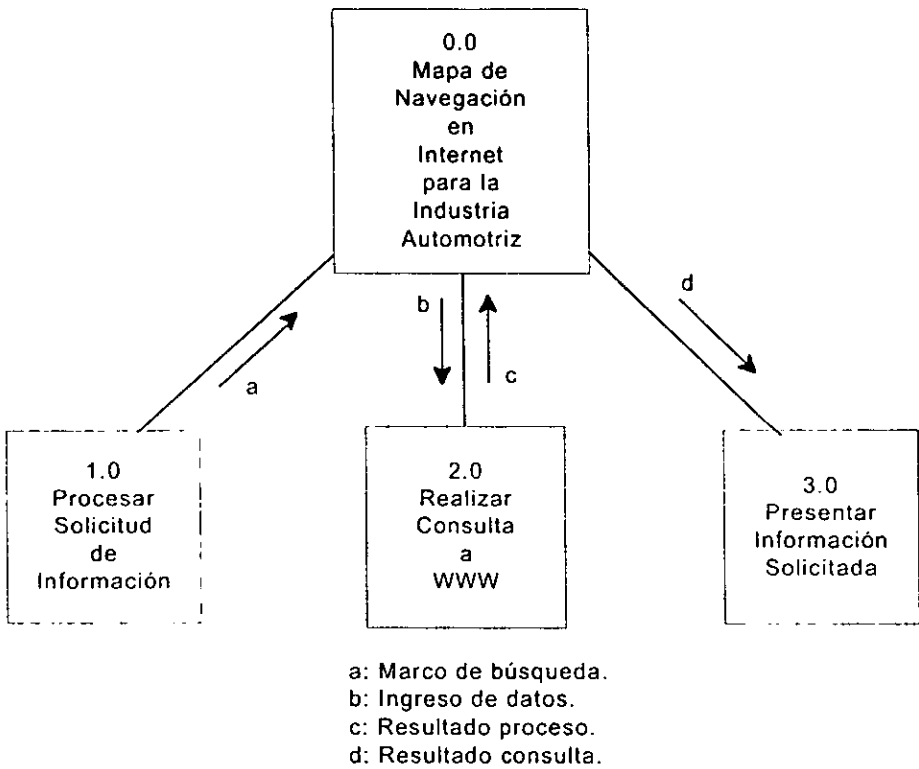 0.0
Mapa de
Navegación
en
Internet
para la
Industria
Automotriz
a
b
c
d
1.0
Procesar
Solicitud
de
Información
2.0
Realizar
Consulta
a
WWW
3.0
Presentar
Información
Solicitada
a: Marco de búsqueda.
b: Ingreso de datos.
c: Resultado proceso.
d: Resultado consulta.